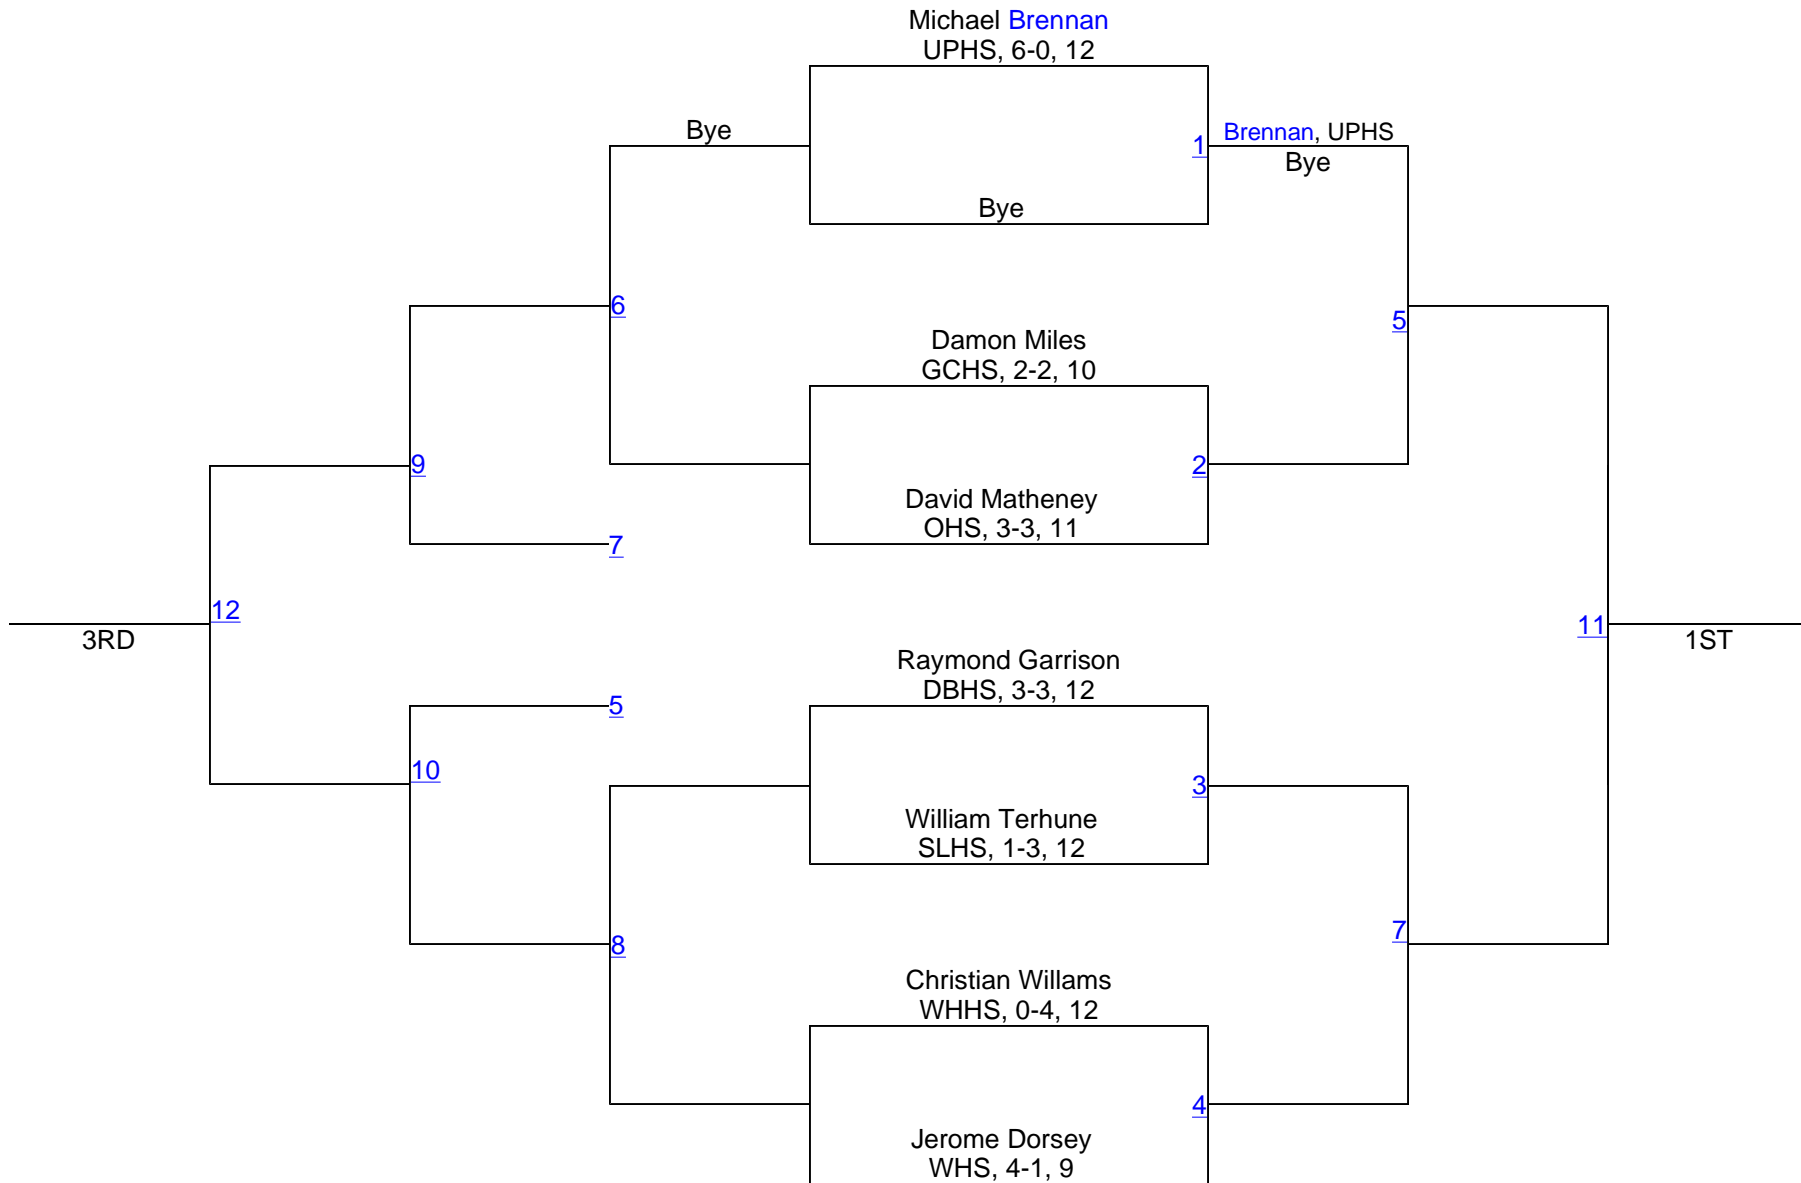 Michael Brennan
UPHS, 6-0, 12
Bye
1
Brennan, UPHS
Bye
Bye
6
5
Damon Miles
GCHS, 2-2, 10
9
2
David Matheney
OHS, 3-3, 11
7
12
3RD
11
1ST
Raymond Garrison
DBHS, 3-3, 12
5
10
3
William Terhune
SLHS, 1-3, 12
8
7
Christian Willams
WHHS, 0-4, 12
4
Jerome Dorsey
WHS, 4-1, 9